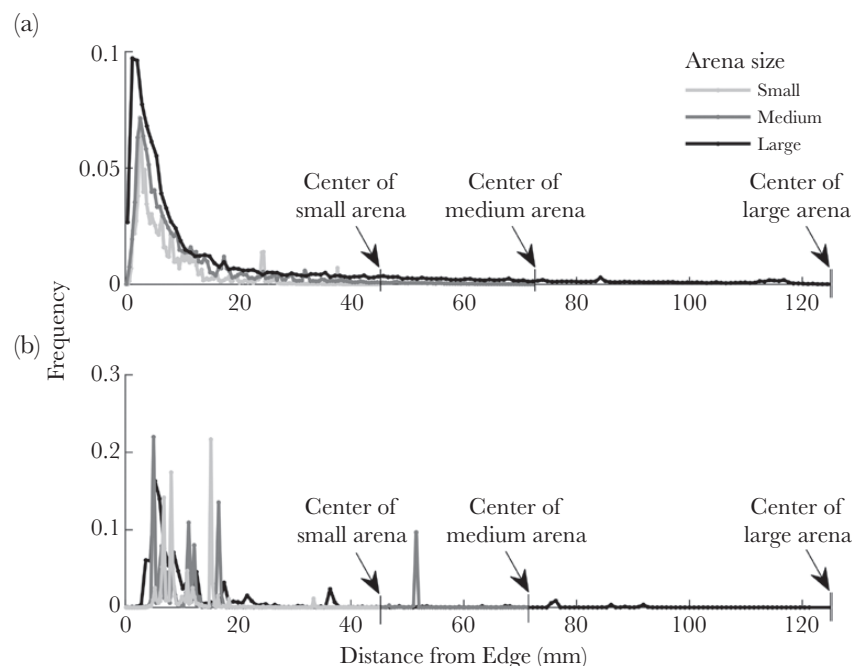 (a)
0.1
Arena size
Small
Medium
Large
0.05
Center of
small arena
Center of
medium arena
Center of
large arena
0
0
20
40
60
80
100
120
Frequency
(b)
0.3
0.2
0.1
Center of
small arena
Center of
medium arena
Center of
large arena
0
0
20
40
60
80
100
120
Distance from Edge (mm)